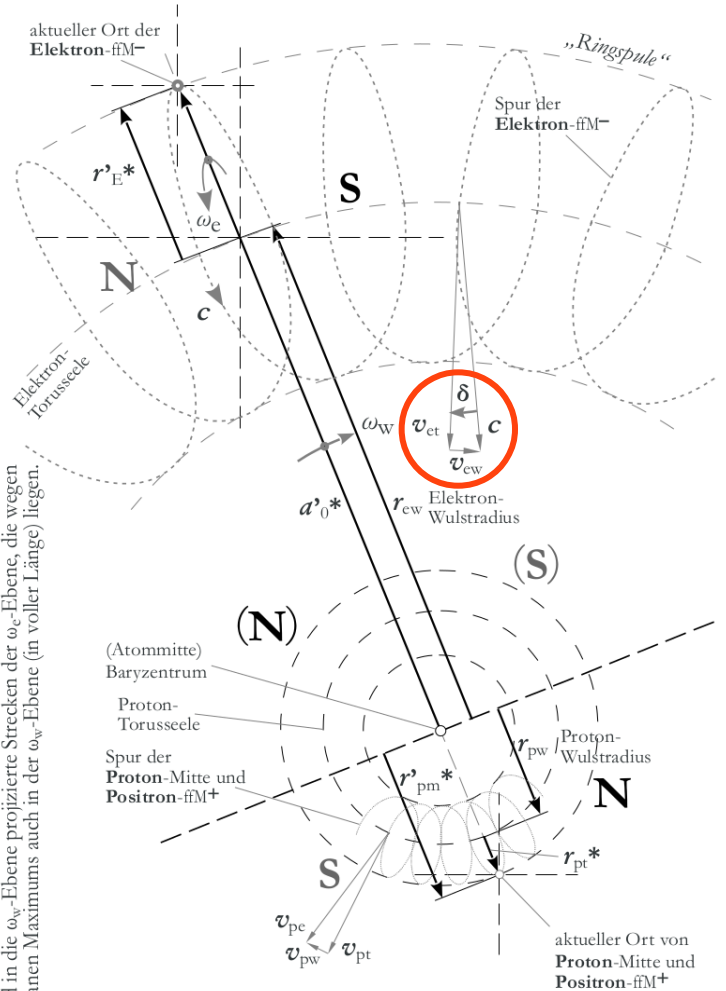 aktueller Ort der
Elektron-ffM−
„Ringspule“
Spur der
Elektron-ffM−
r’E*
S
ωe
N
c
Elektron-
Torusseele
δ
ωw
vet
c
vew
a’0*
rew
Elektron-
Wulstradius
(S)
(N)
(Atommitte)
Baryzentrum
Proton-
Torusseele
rpw
Proton-
Wulstradius
Spur der
Proton-Mitte und
Positron-ffM+
r’pm*
N
S
rpt*
vpe
vpw
vpt
aktueller Ort von
Proton-Mitte und
Positron-ffM+
in die ωw-Ebene projizierte Strecken der ωe-Ebene, die wegen
Maximums auch in der ωw-Ebene (in voller Länge) liegen.